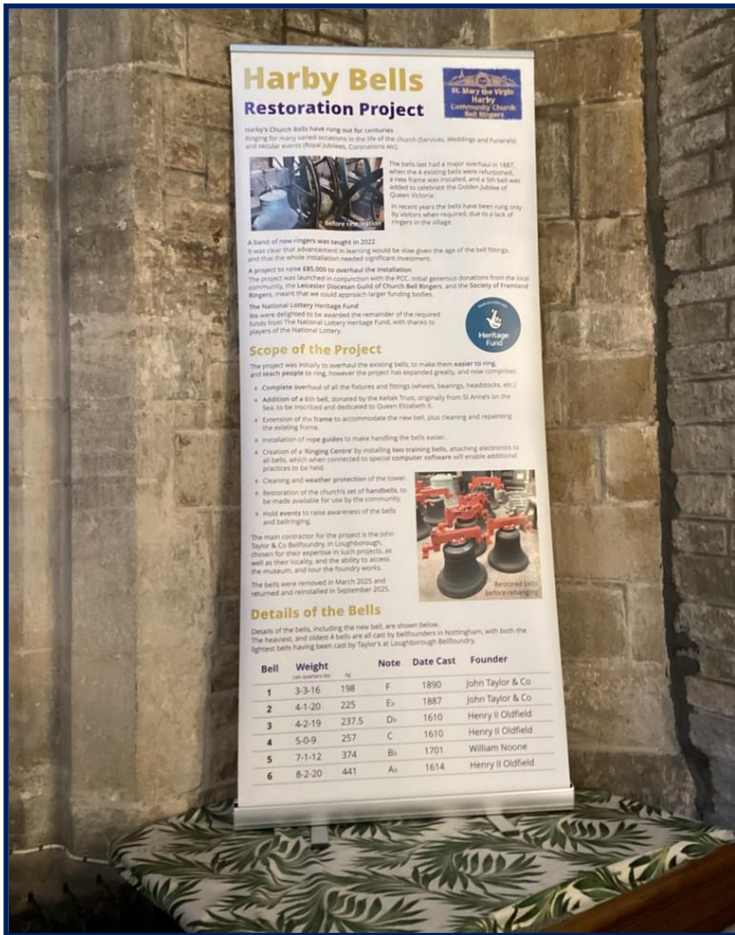 Harby Bells
Restoration Project
St. Mary the Virgin
Harby
Community Church
Bell Ringers
Harby's Church Bells have rung out for centuries
Ringing for many varied occasions in the life of the church (Services, Weddings and Funerals)
and secular events (Royal Jubilees, Coronations etc).
Before restoration
The bells last had a major overhaul in 1887,
when the 4 existing bells were refurbished,
a new frame was installed, and a 5th bell was
added to celebrate the Golden Jubilee of
Queen Victoria.
In recent years the bells have been rung only
by visitors when required, due to a lack of
ringers in the village.
A band of new ringers was taught in 2022
It was clear that advancement in learning would be slow given the age of the bell fittings,
and that the whole installation needed significant investment.
A project to raise £85,000 to overhaul the installation
The project was launched in conjunction with the PCC. Initial generous donations from the local
community, the Leicester Diocesan Guild of Church Bell Ringers, and the Society of Framland
Ringers, meant that we could approach larger funding bodies.
The National Lottery Heritage Fund
We were delighted to be awarded the remainder of the required
funds from The National Lottery Heritage Fund, with thanks to
players of the National Lottery.
Heritage
Fund
Scope of the Project
The project was initially to overhaul the existing bells, to make them easier to ring,
and teach people to ring, however the project has expanded greatly, and now comprises:
Complete overhaul of all the fixtures and fittings (wheels, bearings, headstocks, etc.)
Addition of a 6th bell, donated by the Keltek Trust, originally from St Anne's on the
Sea, to be inscribed and dedicated to Queen Elizabeth II.
Extension of the frame to accommodate the new bell, plus cleaning and repainting
the existing frame.
Installation of rope guides to make handling the bells easier.
Creation of a 'Ringing Centre' by installing two training bells, attaching electronics to
all bells, which when connected to special computer software will enable additional
practices to be held.
Cleaning and weather protection of the tower.
Restoration of the church's set of handbells, to
be made available for use by the community.
Hold events to raise awareness of the bells
and bellringing.
The main contractor for the project is the John
Taylor & Co Bellfoundry, in Loughborough,
chosen for their expertise in such projects, as
well as their locality, and the ability to access
the museum, and tour the foundry works.
The bells were removed in March 2025 and
returned and reinstalled in September 2025.
Restored bells
before rehanging
Details of the Bells
Details of the bells, including the new bell, are shown below.
The heaviest, and oldest 4 bells are all cast by bellfounders in Nottingham, with both the
lightest bells having been cast by Taylor's at Loughborough Bellfoundry.
Bell Weight Note Date Cast Founder
kg
1 3-3-16 198 F 1890 John Taylor & Co
2 4-1-20 225 E♭ 1887 John Taylor & Co
3 4-2-19 237.5 D♭ 1610 Henry II Oldfield
4 5-0-9 257 C 1610 Henry II Oldfield
5 7-1-12 374 B♭ 1701 William Noone
6 8-2-20 441 A♭ 1614 Henry II Oldfield